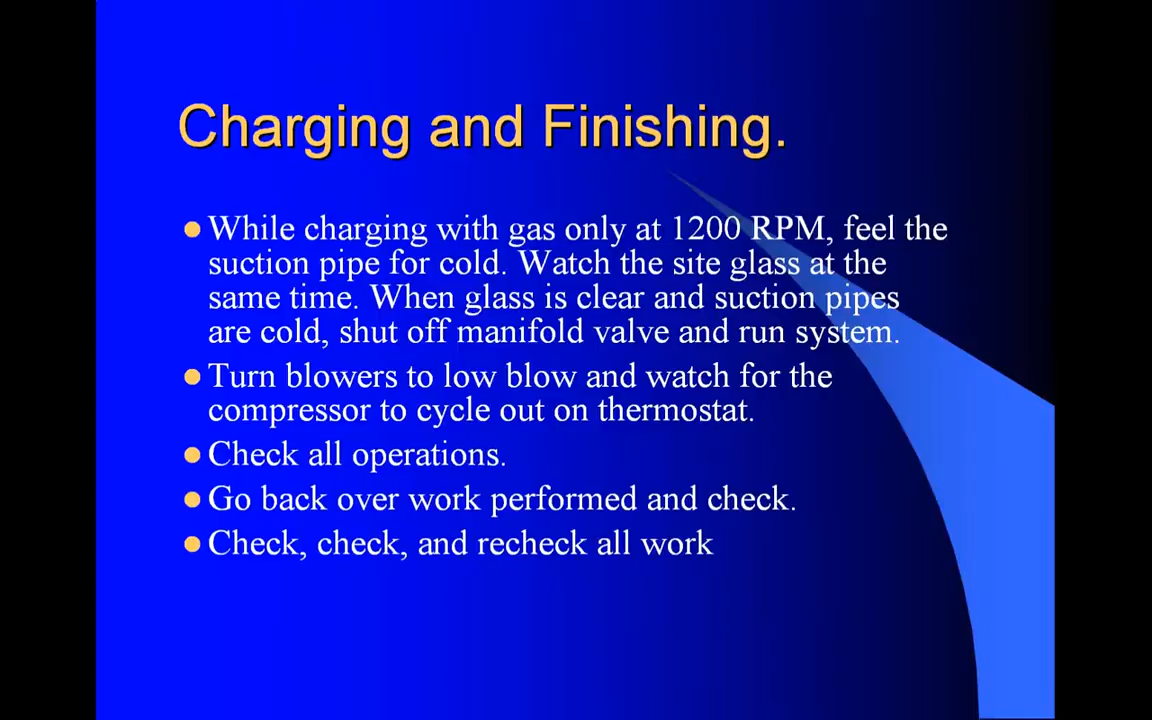 Charging and Finishing.
While charging with gas only at 1200 RPM, feel the
suction pipe for cold. Watch the site glass at the
same time. When glass is clear and suction pipes
are cold, shut off manifold valve and run system.
Turn blowers to low blow and watch for the
compressor to cycle out on thermostat.
Check all operations.
Go back over work performed and check.
Check, check, and recheck all work